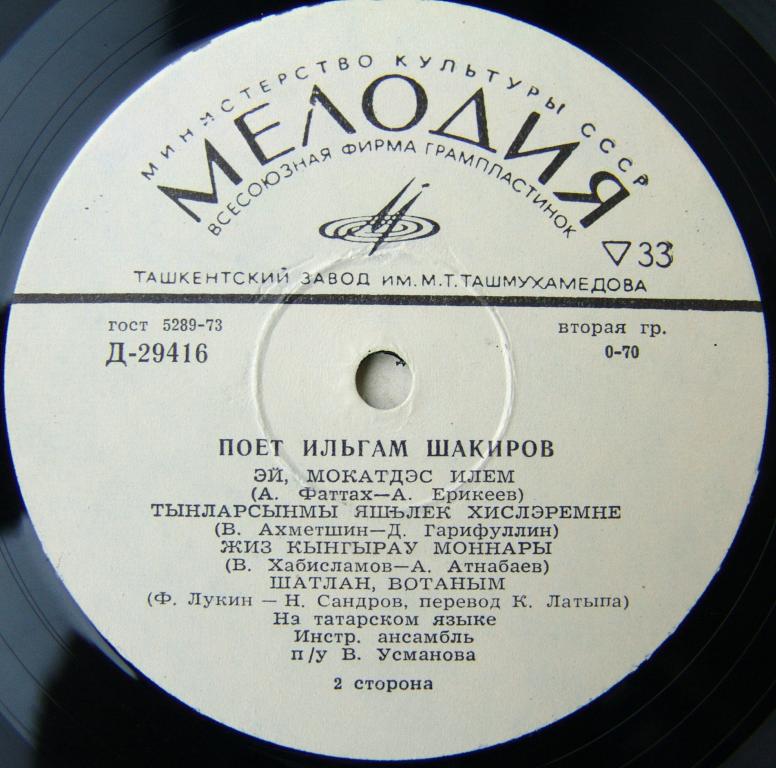 МИНИСТЕРСТВО КУЛЬТУРЫ СССР
МЕЛОДИЯ
ВСЕСОЮЗНАЯ ФИРМА ГРАМПЛАСТИНОК
33
ТАШКЕНТСКИЙ ЗАВОД ИМ. М.Т.ТАШМУХАМЕДОВА
гост 5289-73
вторая гр.
Д-29416
0-70
ПОЕТ ИЛЬГАМ ШАКИРОВ
ЭЙ, МОКАТДЭС ИЛЕМ
(А. Фаттах—А. Ерикеев)
ТЫНЛАРСЫНМЫ ЯШЬЛЕК ХИСЛЭРЕМНЕ
(В. Ахметшин—Д. Гарифуллин)
ЖИЗ КЫНГЫРАУ МОННАРЫ
(В. Хабисламов—А. Атнабаев)
ШАТЛАН, ВОТАНЫМ
(Ф. Лукин — Н. Сандров, перевод К. Латыпа)
На татарском языке
Инстр. ансамбль
п/у В. Усманова
2 сторона